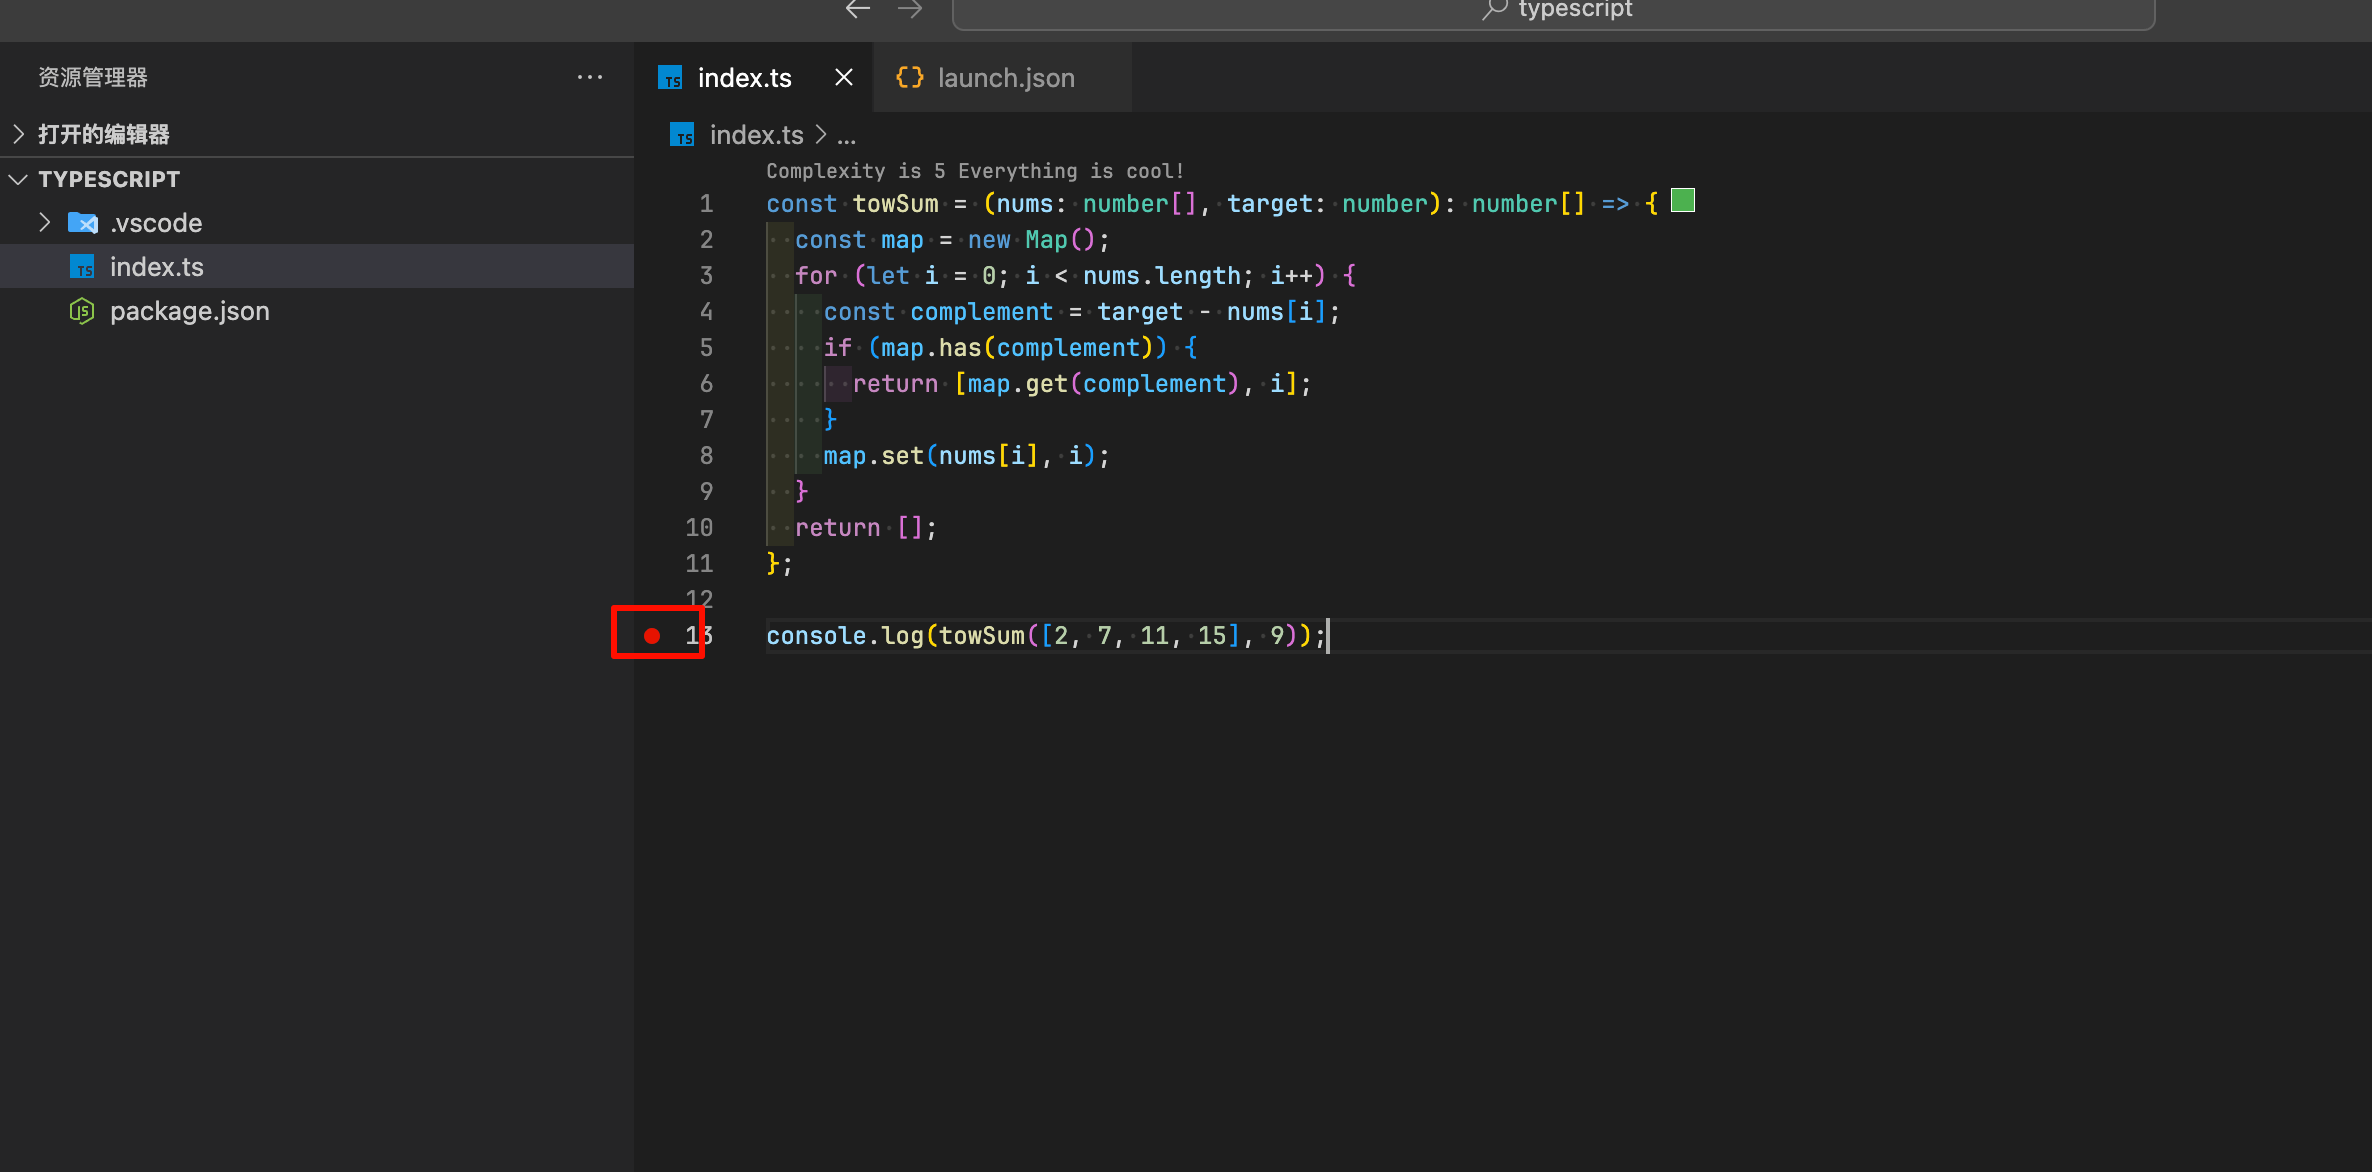 typescript
资源管理器
index.ts
launch.json
打开的编辑器
index.ts > ...
TYPESCRIPT
.vscode
index.ts
package.json
Complexity is 5 Everything is cool!
1 const towSum = (nums: number[], target: number): number[] => {
2 const map = new Map();
3 for (let i = 0; i < nums.length; i++) {
4 const complement = target - nums[i];
5 if (map.has(complement)) {
6 return [map.get(complement), i];
7 }
8 map.set(nums[i], i);
9 }
10 return [];
11 };
12
13 console.log(towSum([2, 7, 11, 15], 9));